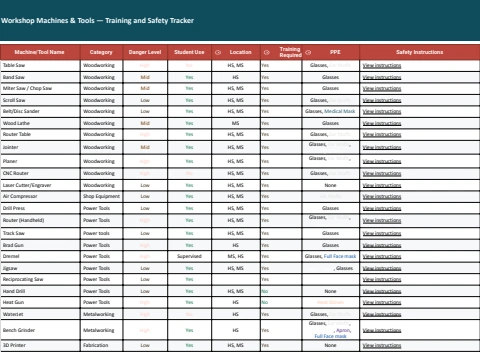 Workshop Machines & Tools — Training and Safety Tracker
Machine/Tool Name Category Danger Level Student Use Location Training Required PPE Safety Instructions
Table Saw Woodworking HS, MS Yes Glasses, View instructions
Band Saw Woodworking Mid Yes HS Yes Glasses View instructions
Miter Saw / Chop Saw Woodworking Mid Yes HS, MS Yes Glasses View instructions
Scroll Saw Woodworking Low Yes HS, MS Yes Glasses, View instructions
Belt/Disc Sander Woodworking Low Yes HS, MS Yes Glasses, Medical Mask View instructions
Wood Lathe Woodworking Mid Yes MS Yes Glasses View instructions
Router Table Woodworking Yes HS, MS Yes Glasses, View instructions
Jointer Woodworking Mid Yes HS, MS Yes Glasses, View instructions
Planer Woodworking Yes HS, MS Yes Glasses, View instructions
CNC Router Woodworking HS, MS Yes Glasses, View instructions
Laser Cutter/Engraver Woodworking Low Yes HS, MS Yes None View instructions
Air Compressor Shop Equipment Low Yes HS, MS Yes View instructions
Drill Press Power Tools Low Yes HS, MS Yes Glasses View instructions
Router (Handheld) Power tools Yes HS, MS Yes Glasses, View instructions
Track Saw Power tools Low Yes HS, MS Yes Glasses View instructions
Brad Gun Power Tools Low Yes HS Yes Glasses View instructions
Dremel Power Tools Supervised MS, HS Yes Glasses, Full Face mask View instructions
Jigsaw Power Tools Low Yes HS, MS Yes , Glasses View instructions
Reciprocating Saw Power Tools Low Yes Yes View instructions
Hand Drill Power Tools Low Yes HS, MS No None View instructions
Heat Gun Power Tools Yes HS No View instructions
Waterjet Metalworking Yes View instructions
Bench Grinder Metalworking Yes HS Yes Glasses, , Apron, Full Face mask View instructions
3D Printer Fabrication Low Yes HS, MS Yes None View instructions